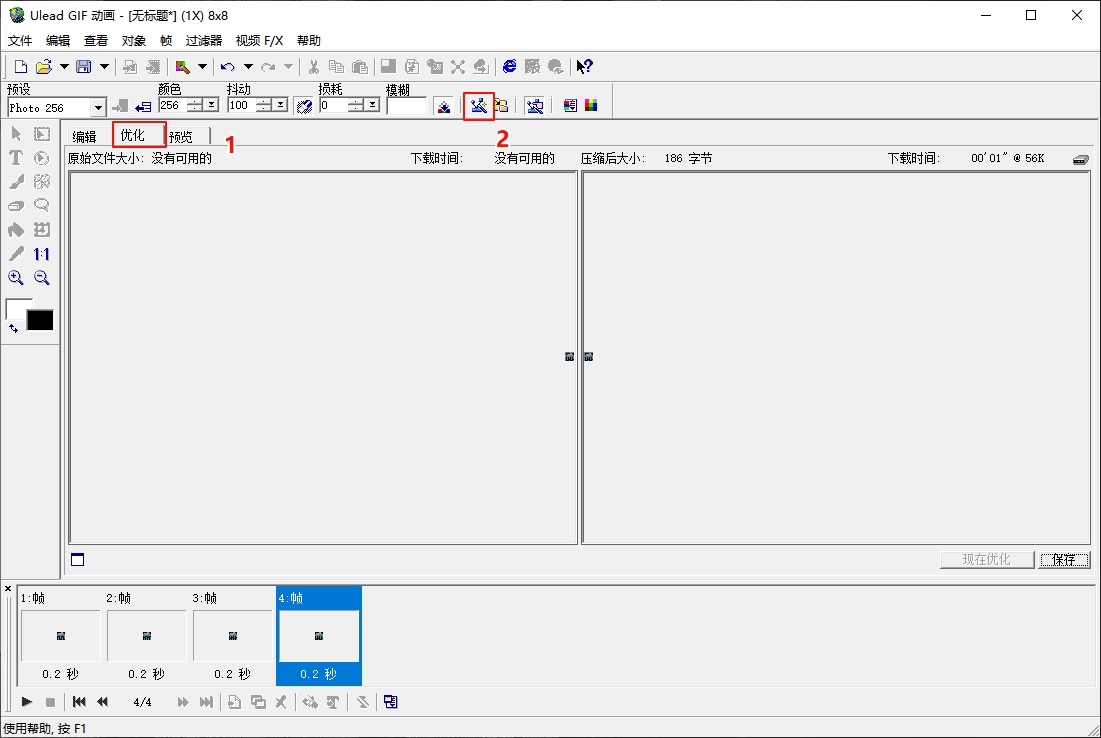 Ulead GIF 动画 - [无标题*] (1X) 8x8
文件 编辑 查看 对象 帧 过滤器 视频 F/X 帮助
预设 颜色 抖动 损耗 模糊
Photo 256 256 100 0
编辑 优化 预览 1 2
原始文件大小: 没有可用的 下载时间: 没有可用的 压缩后大小: 186 字节 下载时间: 00'01" @ 56K
1:1
现在优化 保存
1:帧 2:帧 3:帧 4:帧
0.2 秒 0.2 秒 0.2 秒 0.2 秒
4/4
使用帮助, 按 F1